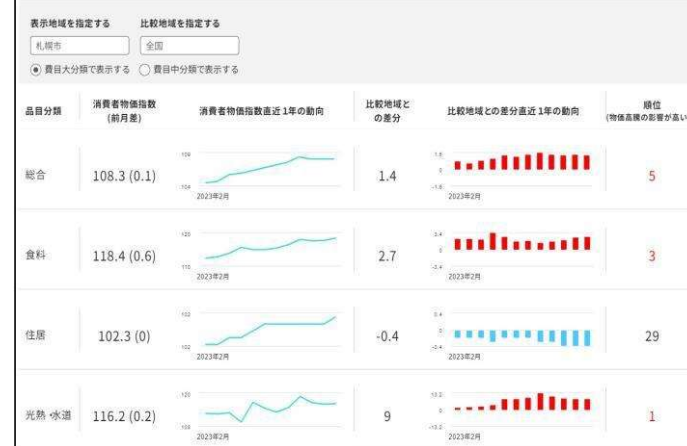 表示地域を指定する 比較地域を指定する
札幌市 全国
費目大分類で表示する 費目中分類で表示する
品目分類 消費者物価指数 (前月差) 消費者物価指数直近1年の動向 比較地域との差分 比較地域との差分直近1年の動向 順位 (物価高騰の影響が高い
総合 108.3 (0.1) 2023年2月 1.4 2023年2月 5
食料 118.4 (0.6) 2023年2月 2.7 2023年2月 3
住居 102.3 (0) 2023年2月 -0.4 2023年2月 29
光熱・水道 116.2 (0.2) 2023年2月 9 2023年2月 1